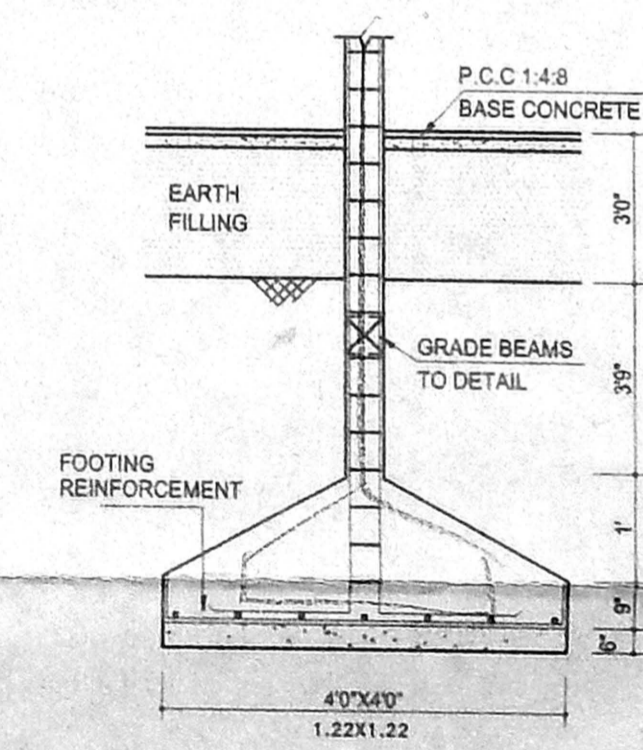 P.C.C 1:4:8
BASE CONCRETE
EARTH
FILLING
3'0"
GRADE BEAMS
TO DETAIL
3'9"
FOOTING
REINFORCEMENT
1'
9"
6"
4'0"X4'0"
1.22X1.22